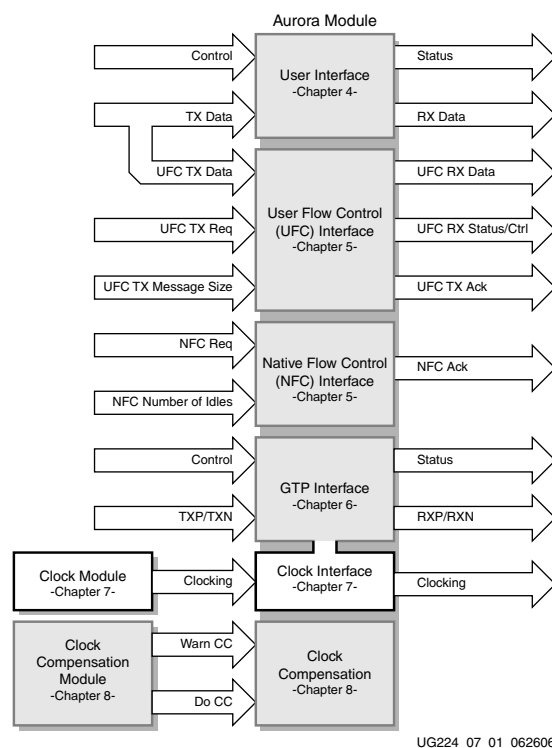 Aurora Module
Control
User Interface
-Chapter 4-
Status
TX Data
RX Data
UFC TX Data
UFC RX Data
UFC TX Req
User Flow Control
(UFC) Interface
-Chapter 5-
UFC RX Status/Ctrl
UFC TX Message Size
UFC TX Ack
NFC Req
Native Flow Control
(NFC) Interface
-Chapter 5-
NFC Ack
NFC Number of Idles
Control
GTP Interface
-Chapter 6-
Status
TXP/TXN
RXP/RXN
Clock Module
-Chapter 7-
Clocking
Clock Interface
-Chapter 7-
Clocking
Clock
Compensation
Module
-Chapter 8-
Warn CC
Do CC
Clock
Compensation
-Chapter 8-
UG224_07_01_062606